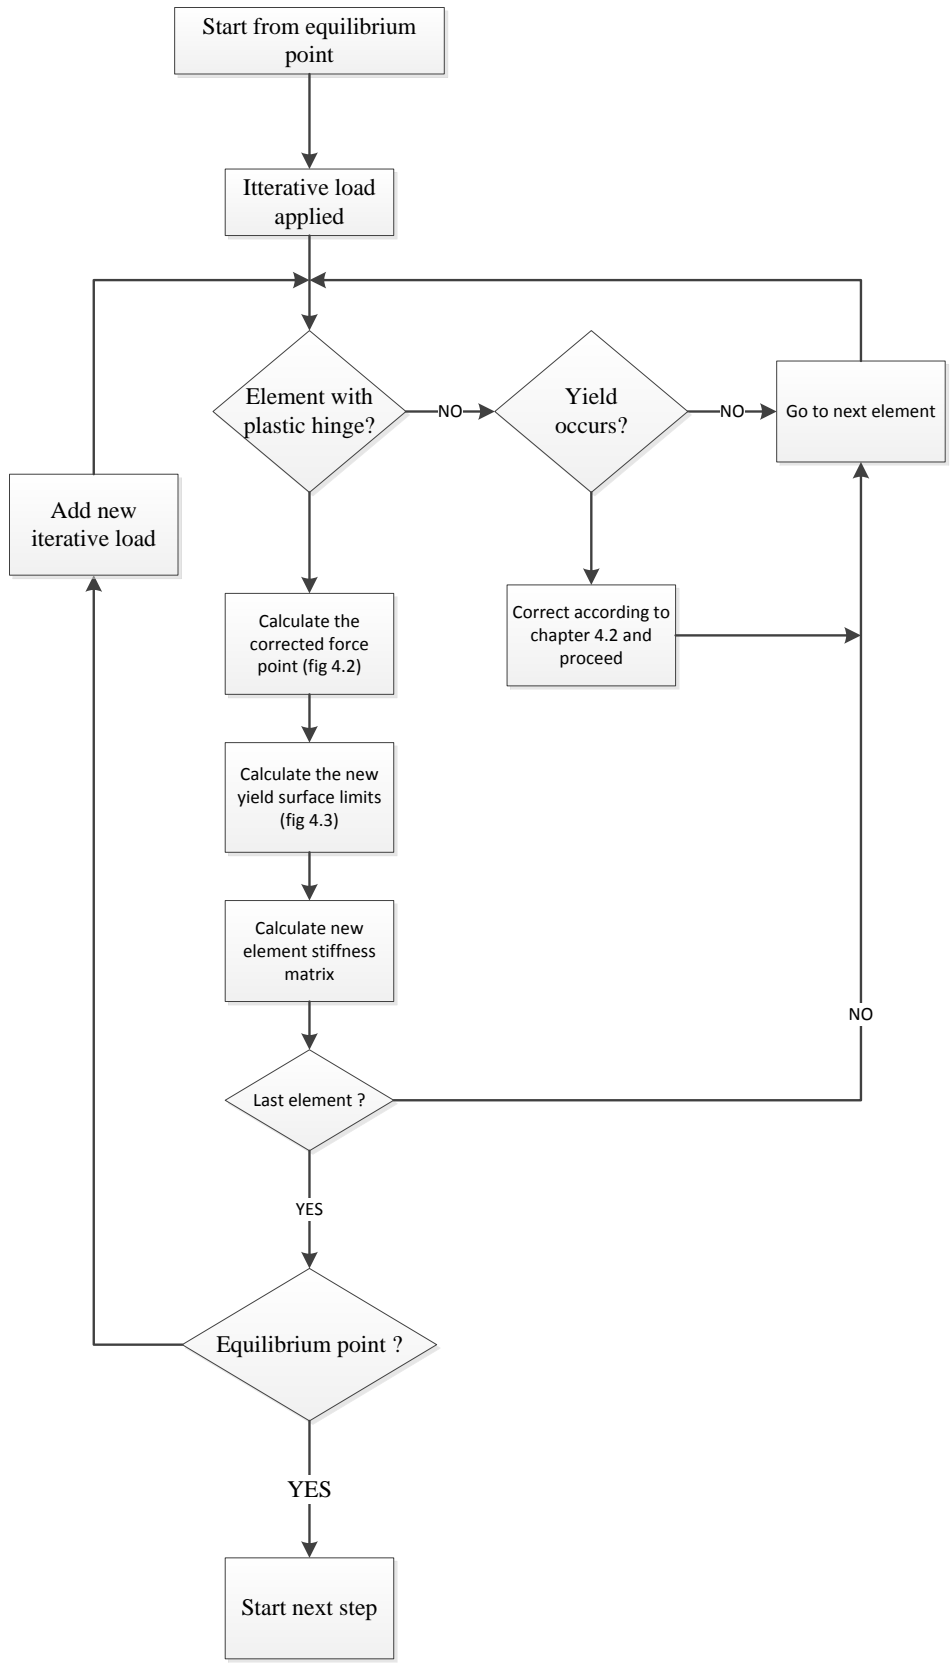 Start from equilibrium
point
Itterative load
applied
Element with
plastic hinge?
NO
Yield
occurs?
NO
Go to next element
Add new
iterative load
Calculate the
corrected force
point (fig 4.2)
Correct according to
chapter 4.2 and
proceed
Calculate the new
yield surface limits
(fig 4.3)
Calculate new
element stiffness
matrix
NO
Last element ?
YES
Equilibrium point ?
YES
Start next step